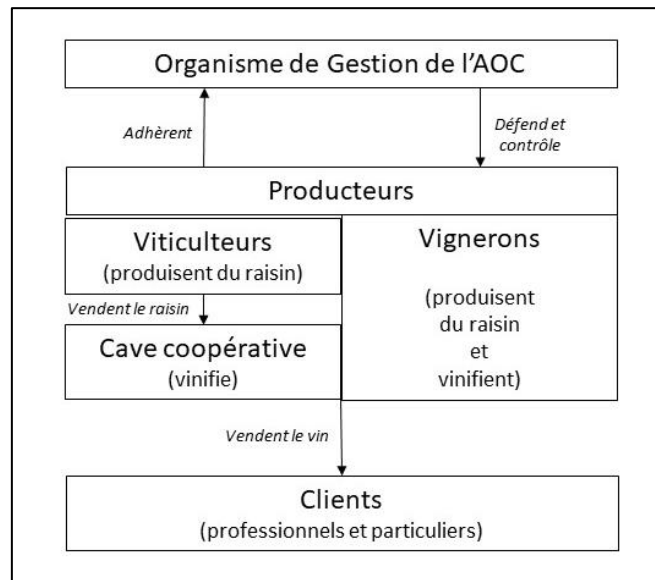 Organisme de Gestion de l’AOC
Adhèrent
Défend et
contrôle
Producteurs
Viticulteurs
(produisent du raisin)
Vendent le raisin
Cave coopérative
(vinifie)
Vignerons
(produisent
du raisin
et
vinifient)
Vendent le vin
Clients
(professionnels et particuliers)